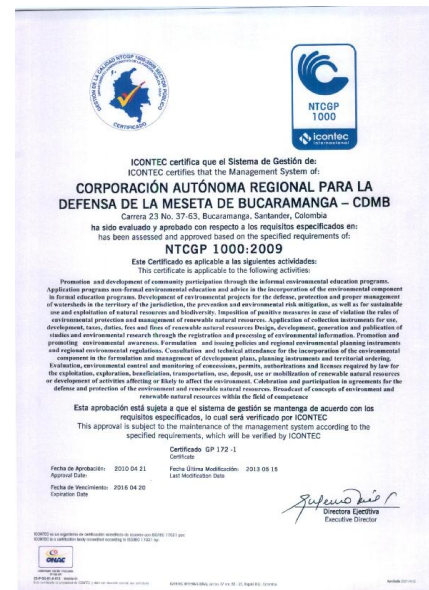 GESTIÓN DE LA CALIDAD NTCGP 1000:2009 SECTOR PÚBLICO
CERTIFICADO
NTCGP
1000
icontec
internacional
ICONTEC certifica que el Sistema de Gestión de:
ICONTEC certifies that the Management System of:
CORPORACIÓN AUTÓNOMA REGIONAL PARA LA
DEFENSA DE LA MESETA DE BUCARAMANGA – CDMB
Carrera 23 No. 37-63, Bucaramanga, Santander, Colombia
ha sido evaluado y aprobado con respecto a los requisitos especificados en:
has been assessed and approved based on the specified requirements of:
NTCGP 1000:2009
Este Certificado es aplicable a las siguientes actividades:
This certificate is applicable to the following activities:
Promotion and development of community participation through the informal environmental education programs.
Application programs non-formal environmental education and advice in the incorporation of the environmental component
in formal education programs. Development of environmental projects for the defense, protection and proper management
of watersheds in the territory of the jurisdiction, the prevention and environmental risk mitigation, as well as for sustainable
use and exploitation of natural resources and biodiversity. Imposition of punitive measures in case of violation the rules of
environmental protection and management of renewable natural resources. Application of collection instruments for use,
development, taxes, duties, fees and fines of renewable natural resources Design, development, generation and publication of
studies and environmental research through the registration and processing of environmental information. Promotion and
promoting environmental awareness. Formulation and issuing policies and regional environmental planning instruments
and regional environmental regulations. Consultation and technical attendance for the incorporation of the environmental
component in the formulation and management of development plans, planning instruments and territorial ordering.
Evaluation, environmental control and monitoring of concessions, permits, authorizations and licenses required by law for
the exploitation, exploration, beneficiation, transportation, use, deposit, use or mobilization of renewable natural resources
or development of activities affecting or likely to affect the environment. Celebration and participation in agreements for the
defense and protection of the environment and renewable natural resources. Broadcast of concepts of environment and
renewable natural resources within the field of competence
Esta aprobación está sujeta a que el sistema de gestión se mantenga de acuerdo con los
requisitos especificados, lo cual será verificado por ICONTEC
This approval is subject to the maintenance of the management system according to the
specified requirements, which will be verified by ICONTEC
Certificado GP 172 -1
Certificate
Fecha de Aprobación: 2010 04 21 Fecha Última Modificación: 2013 05 15
Approval Date: Last Modification Date
Fecha de Vencimiento: 2016 04 20
Expiration Date
Directora Ejecutiva
Executive Director
ONAC